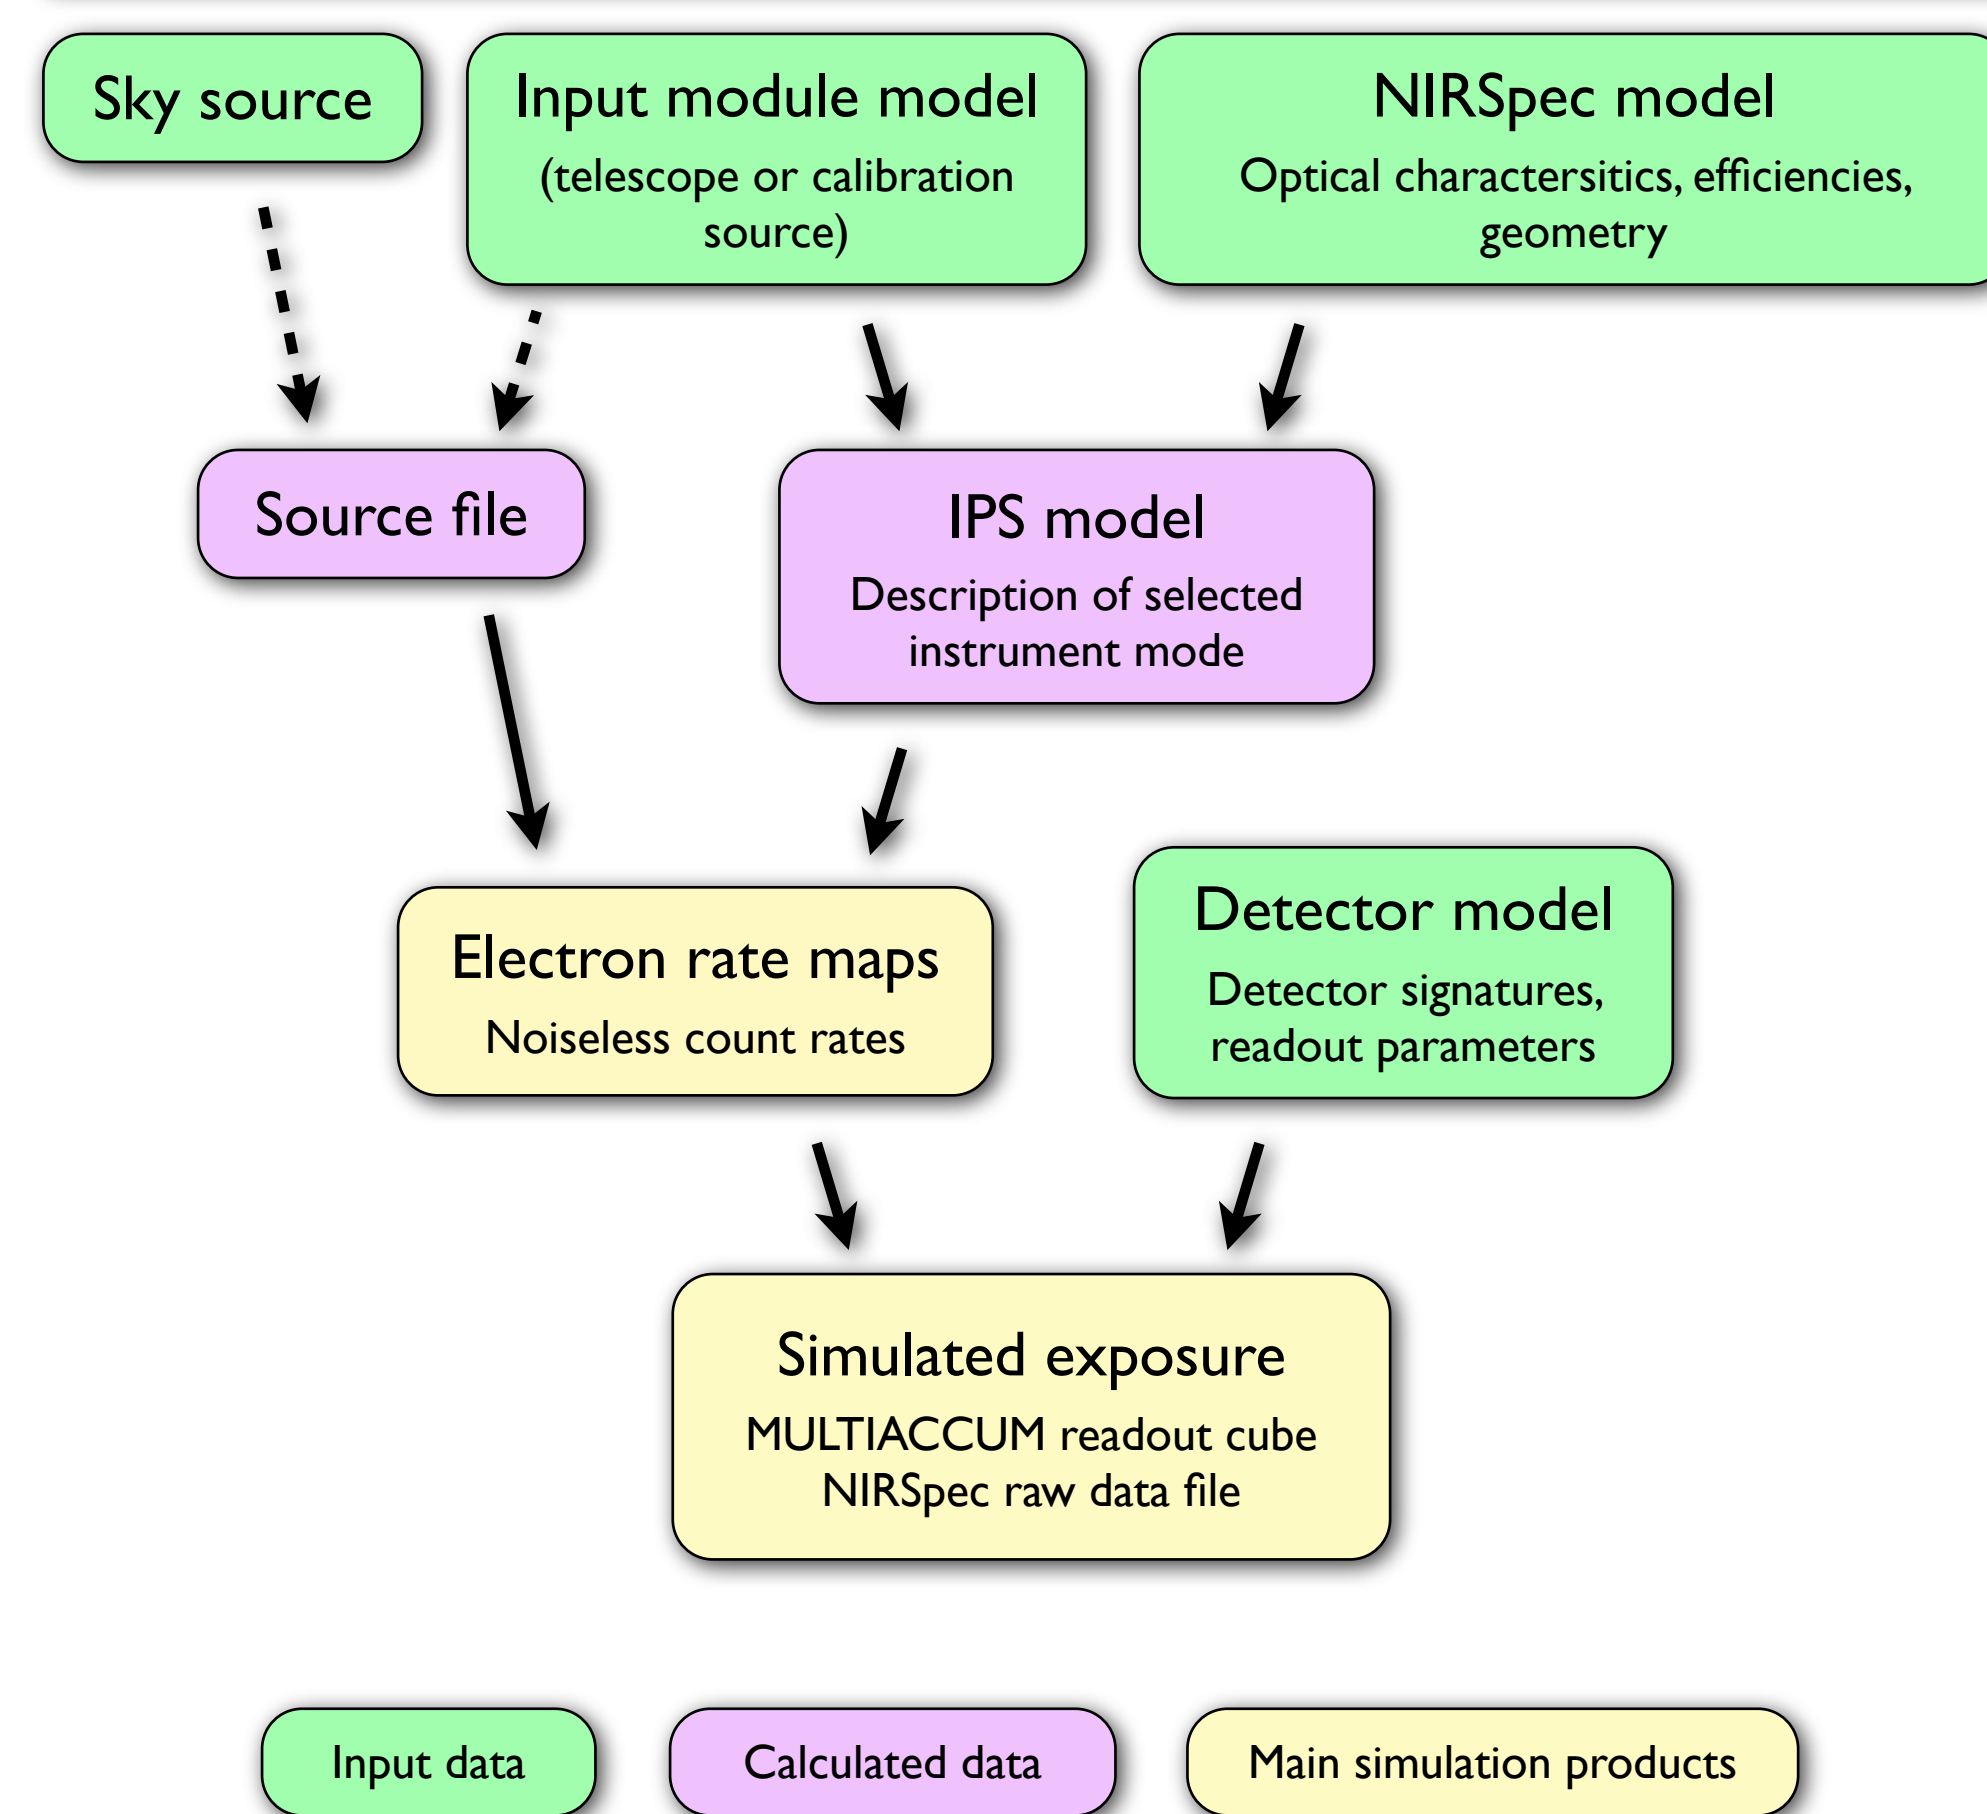 Sky source
Input module model
(telescope or calibration
source)
NIRSpec model
Optical charactersitics, efficiencies,
geometry
Source file
IPS model
Description of selected
instrument mode
Electron rate maps
Noiseless count rates
Detector model
Detector signatures,
readout parameters
Simulated exposure
MULTIACCUM readout cube
NIRSpec raw data file
Input data
Calculated data
Main simulation products